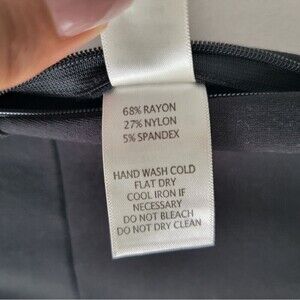 68% RAYON
27% NYLON
5% SPANDEX
HAND WASH COLD
FLAT DRY
COOL IRON IF
NECESSARY
DO NOT BLEACH
DO NOT DRY CLEAN